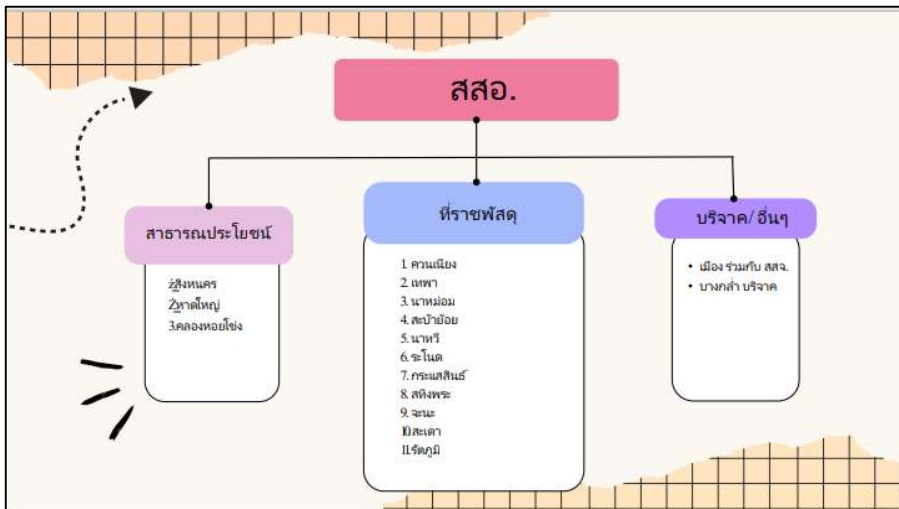 สสอ.
สาธารณประโยชน์
1.สิงหนคร
2.หาดใหญ่
3.คลองหอยโข่ง
ที่ราชพัสดุ
1. ควนเนียง
2. เทพา
3. นาหม่อม
4. สะบ้าย้อย
5. นาทวี
6. ระโนด
7. กระแสสินธ์
8. สทิงพระ
9. จะนะ
10.สะเดา
11.รัตภูมิ
บริจาค/ อื่นๆ
• เมือง ร่วมกับ สสจ.
• บางกล่ำ บริจาค